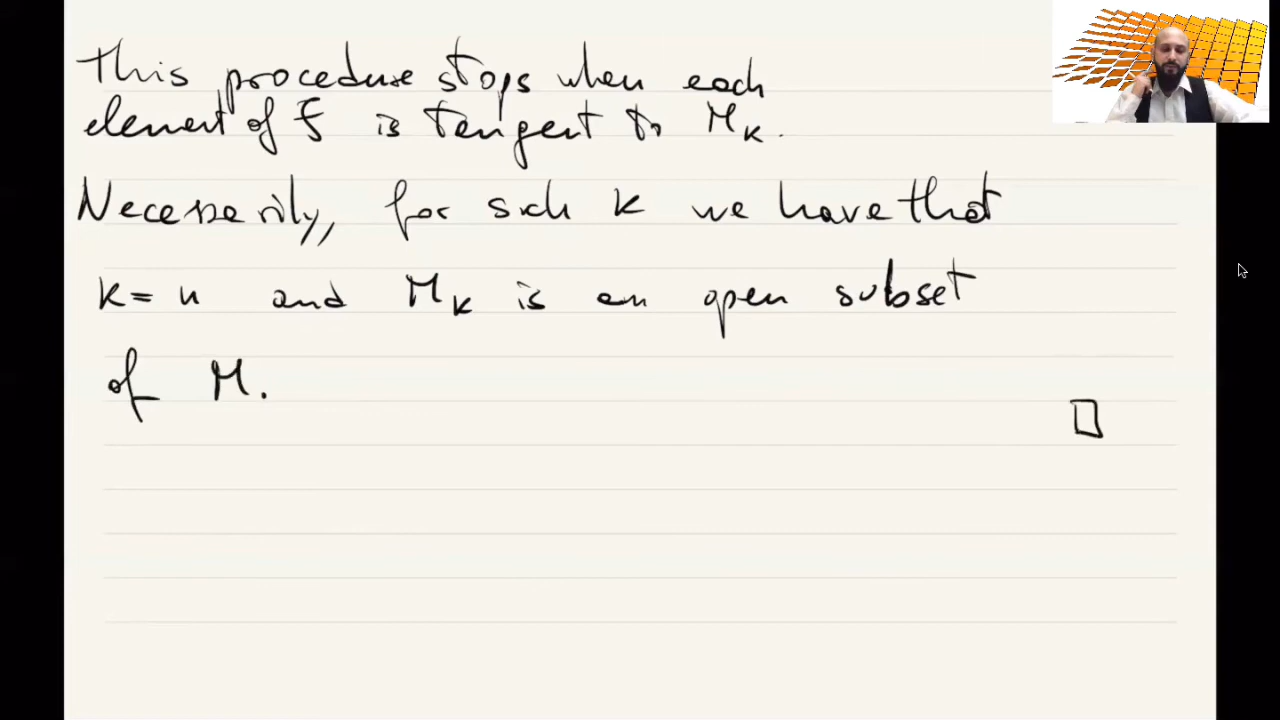 This procedure stops when each
element of ξ is tangent to M_k.
Necessarily, for such k we have that
k = n and M_k is an open subset
of M.